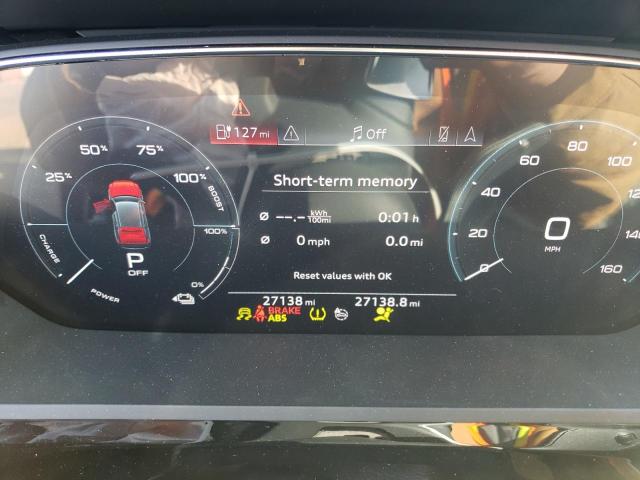 127 mi Off
50% 75%
25% 100%
BOOST
100%
CHARGE
P
OFF
POWER
0%
Short-term memory
Ø --,- kWh/100mi 0:01 h
Ø 0 mph 0.0 mi
Reset values with OK
27138 mi 27138.8 mi
BRAKE
ABS
60 80 100
40 12
20 0 140
MPH
0 160